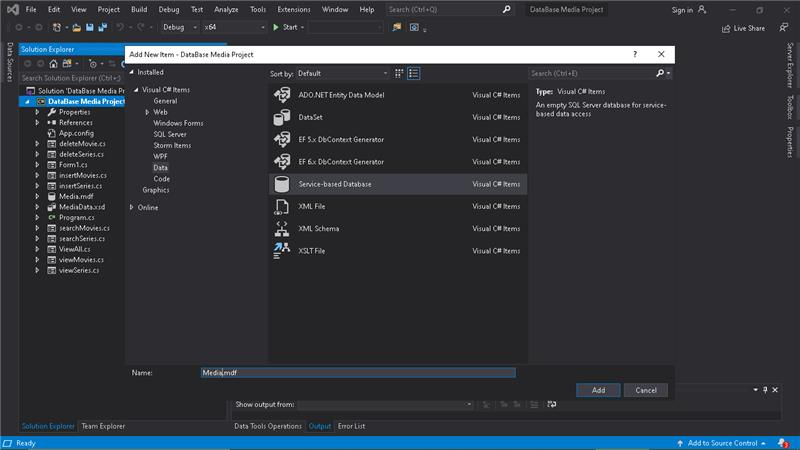 File Edit View Project Build Debug Test Analyze Tools Extensions Window Help Search (Ctrl+Q) DataBase Media Project Sign in
Debug x64 Start Live Share
Data Sources
Solution Explorer
Search Solution Explorer (Ctrl+;)
Solution 'DataBase Media Pr
DataBase Media Project
Properties
References
App.config
deleteMovie.cs
deleteSeries.cs
Form1.cs
insertMovies.cs
insertSeries.cs
Media.mdf
MediaData.xsd
Program.cs
searchMovies.cs
searchSeries.cs
ViewAll.cs
viewMovies.cs
viewSeries.cs
Solution Explorer Team Explorer
Add New Item - DataBase Media Project ? 
Installed
Visual C# Items
General
Web
Windows Forms
SQL Server
Storm Items
WPF
Data
Code
Graphics
Online
Sort by: Default
ADO.NET Entity Data Model Visual C# Items
DataSet Visual C# Items
EF 5.x DbContext Generator Visual C# Items
EF 6.x DbContext Generator Visual C# Items
Service-based Database Visual C# Items
XML File Visual C# Items
XML Schema Visual C# Items
XSLT File Visual C# Items
Search (Ctrl+E)
Type: Visual C# Items
An empty SQL Server database for service-
based data access
Name: Media.mdf
Add Cancel
Show output from:
Data Tools Operations Output Error List
Server Explorer
Toolbox
Properties
Ready Add to Source Control